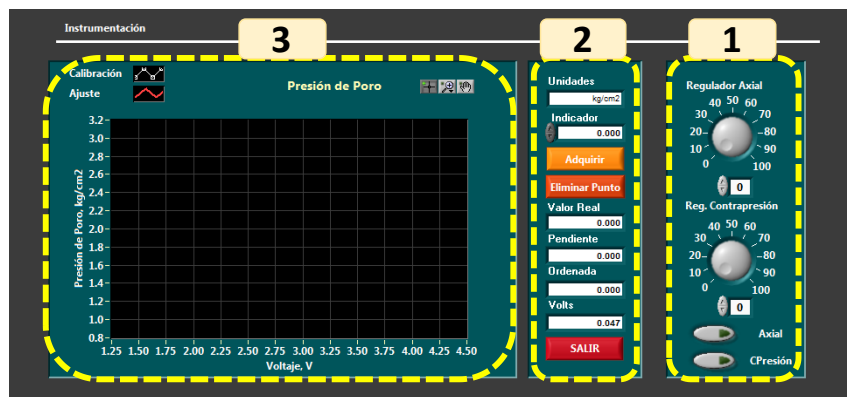 Instrumentación
3
2
1
Calibración
Ajuste
Presión de Poro
3.2
3.0
2.8
2.6
2.4
2.2
2.0
1.8
1.6
1.4
1.2
1.0
0.8
Presión de Poro, kg/cm2
1.25 1.50 1.75 2.00 2.25 2.50 2.75 3.00 3.25 3.50 3.75 4.00 4.25 4.50
Voltaje, V
Unidades
kg/cm2
Indicador
0.000
Adquirir
Eliminar Punto
Valor Real
0.000
Pendiente
0.000
Ordenada
0.000
Volts
0.047
SALIR
Regulador Axial
0 10 20 30 40 50 60 70 80 90 100
0
Reg. Contrapresión
0 10 20 30 40 50 60 70 80 90 100
0
Axial
CPresión